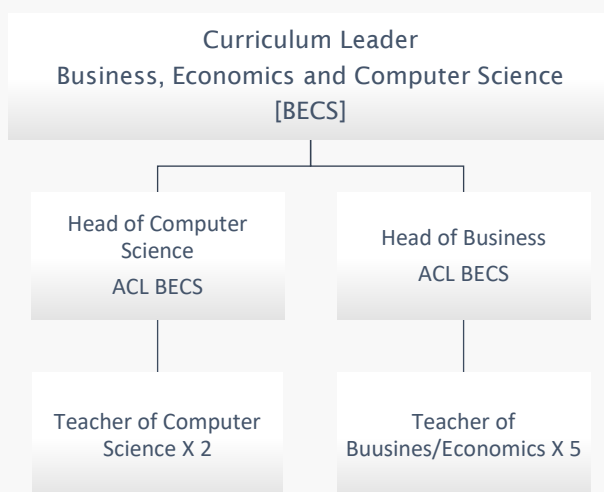 Curriculum Leader
Business, Economics and Computer Science
[BECS]
Head of Computer
Science
ACL BECS
Head of Business
ACL BECS
Teacher of Computer
Science X 2
Teacher of
Buusines/Economics X 5